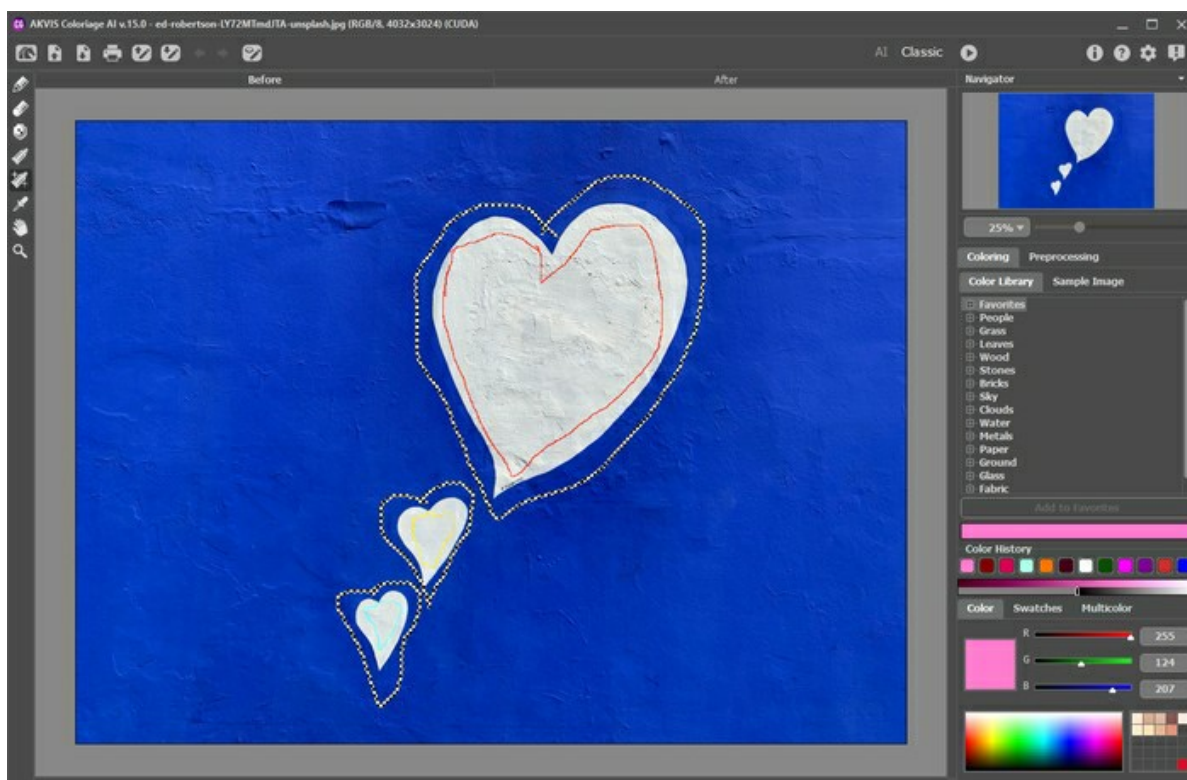 AKVIS Coloriage AI v.15.0 - ed-robertson-LY72MTmdJTA-unsplash.jpg (RGB/8, 4032x3024) (CUDA)
AI Classic
Before After
Navigator
25%
Coloring Preprocessing
Color Library Sample Image
Favorites
People
Grass
Leaves
Wood
Stones
Bricks
Sky
Clouds
Water
Metals
Paper
Ground
Glass
Fabric
Add to Favorites
Color History
Color Swatches Multicolor
R 255
G 124
B 207